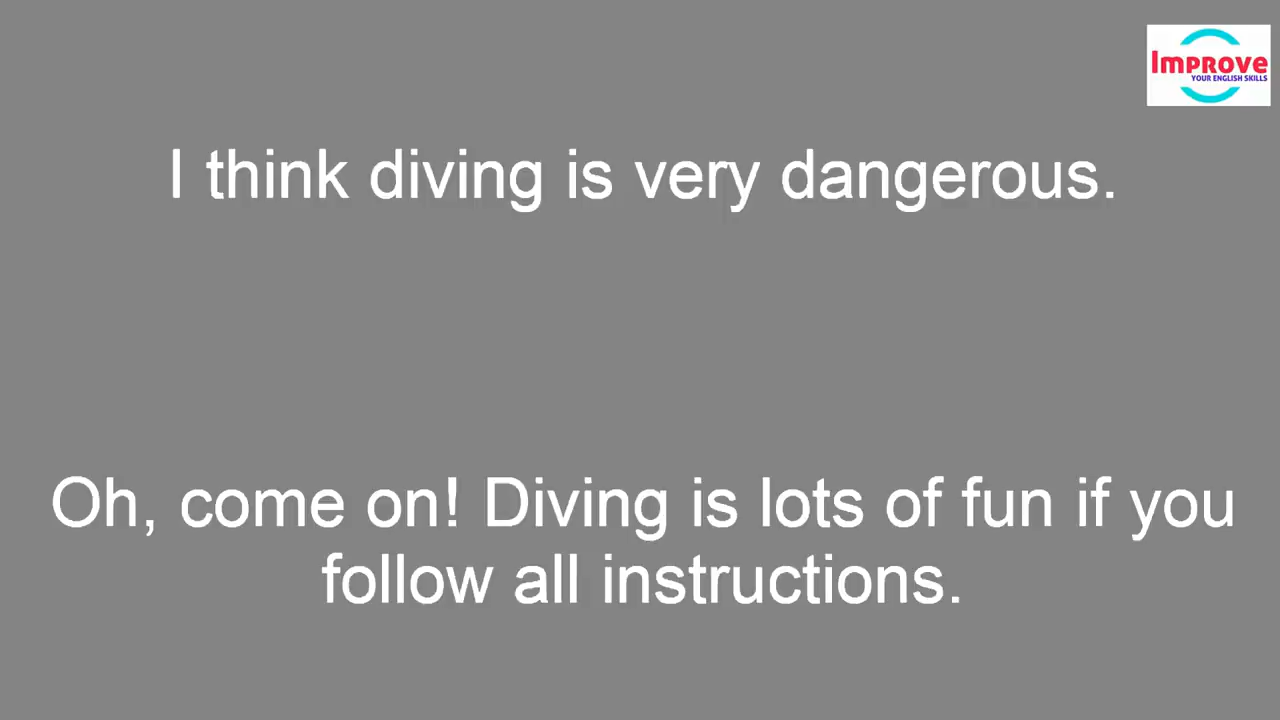 Improve
YOUR ENGLISH SKILLS
I think diving is very dangerous.
Oh, come on! Diving is lots of fun if you
follow all instructions.